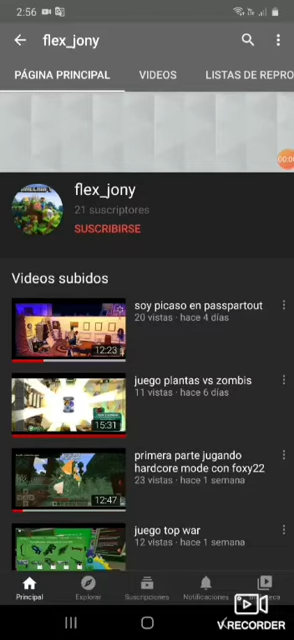 2:56
flex_jony
PÁGINA PRINCIPAL VIDEOS LISTAS DE REPRO
00:0
flex_jony
21 suscriptores
SUSCRIBIRSE
Videos subidos
soy picaso en passpartout
20 vistas · hace 4 días
12:23
juego plantas vs zombis
11 vistas · hace 6 días
15:31
primera parte jugando
hardcore mode con foxy22
23 vistas · hace 1 semana
12:47
juego top war
12 vistas · hace 1 semana
Principal Explorar Suscripciones Notificaciones
V.RECORDER